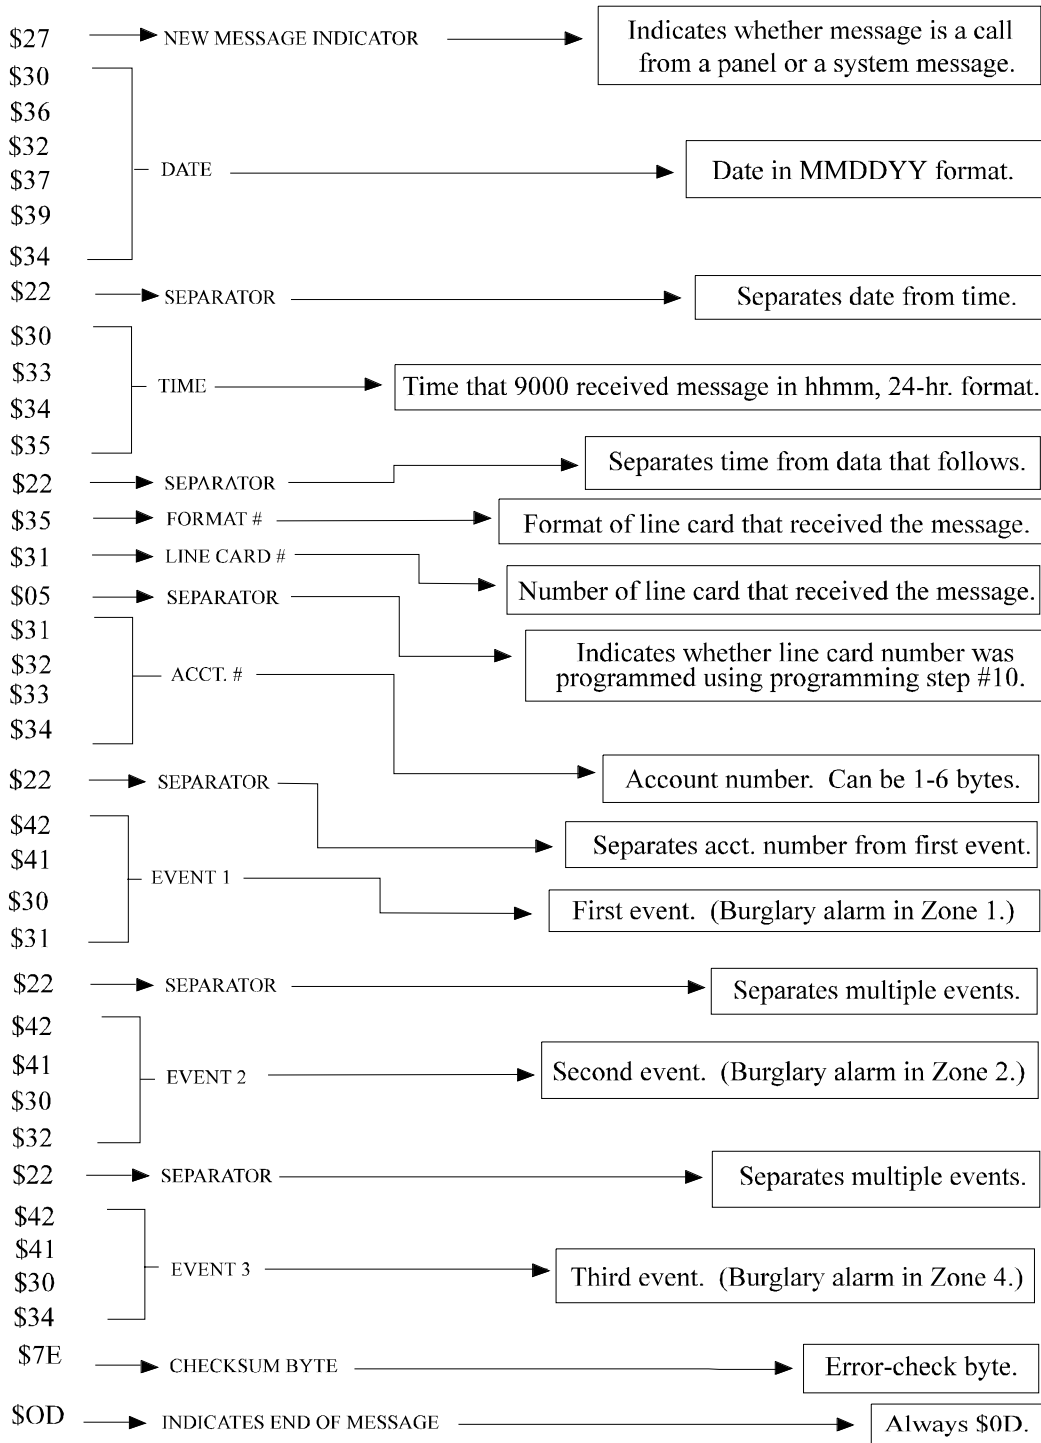 $27 NEW MESSAGE INDICATOR Indicates whether message is a call
from a panel or a system message.
$30
$36
$32
$37 DATE Date in MMDDYY format.
$39
$34
$22 SEPARATOR Separates date from time.
$30
$33
TIME Time that 9000 received message in hhmm, 24-hr. format.
$34
$35
$22 SEPARATOR Separates time from data that follows.
$35 FORMAT # Format of line card that received the message.
$31 LINE CARD # Number of line card that received the message.
$05 SEPARATOR Indicates whether line card number was
programmed using programming step #10.
$31
$32
$33
$34
ACCT. # Account number. Can be 1-6 bytes.
$22 SEPARATOR Separates acct. number from first event.
$42
$41
EVENT 1 First event. (Burglary alarm in Zone 1.)
$30
$31
$22 SEPARATOR Separates multiple events.
$42
$41
EVENT 2 Second event. (Burglary alarm in Zone 2.)
$30
$32
$22 SEPARATOR Separates multiple events.
$42
$41
EVENT 3 Third event. (Burglary alarm in Zone 4.)
$30
$34
$7E CHECKSUM BYTE Error-check byte.
$OD INDICATES END OF MESSAGE Always $0D.